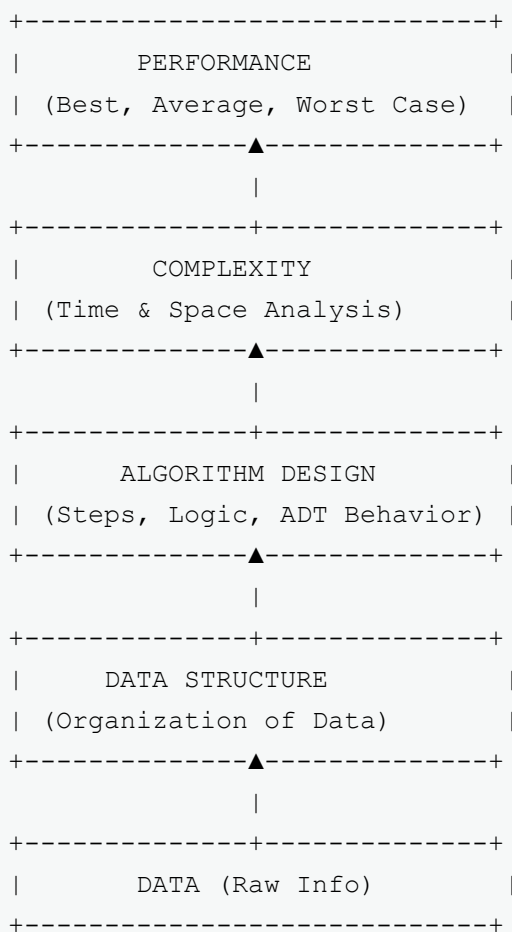 +-----------------------------+
|        PERFORMANCE          |
| (Best, Average, Worst Case) |
+--------------▲--------------+
               |
+--------------+--------------+
|         COMPLEXITY          |
| (Time & Space Analysis)     |
+--------------▲--------------+
               |
+--------------+--------------+
|       ALGORITHM DESIGN      |
| (Steps, Logic, ADT Behavior) |
+--------------▲--------------+
               |
+--------------+--------------+
|      DATA STRUCTURE         |
| (Organization of Data)      |
+--------------▲--------------+
               |
+--------------+--------------+
|        DATA (Raw Info)      |
+-----------------------------+